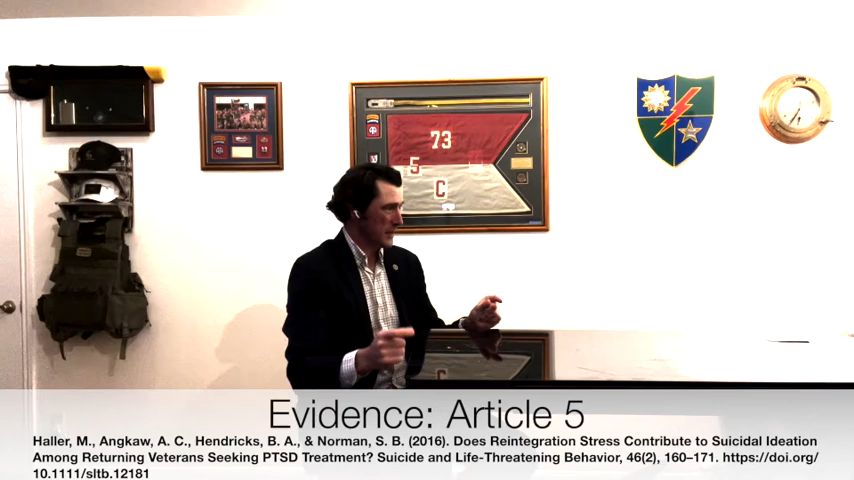 73
5
C
C
Evidence: Article 5
Haller, M., Angkaw, A. C., Hendricks, B. A., & Norman, S. B. (2016). Does Reintegration Stress Contribute to Suicidal Ideation
Among Returning Veterans Seeking PTSD Treatment? Suicide and Life-Threatening Behavior, 46(2), 160–171. https://doi.org/
10.1111/sltb.12181